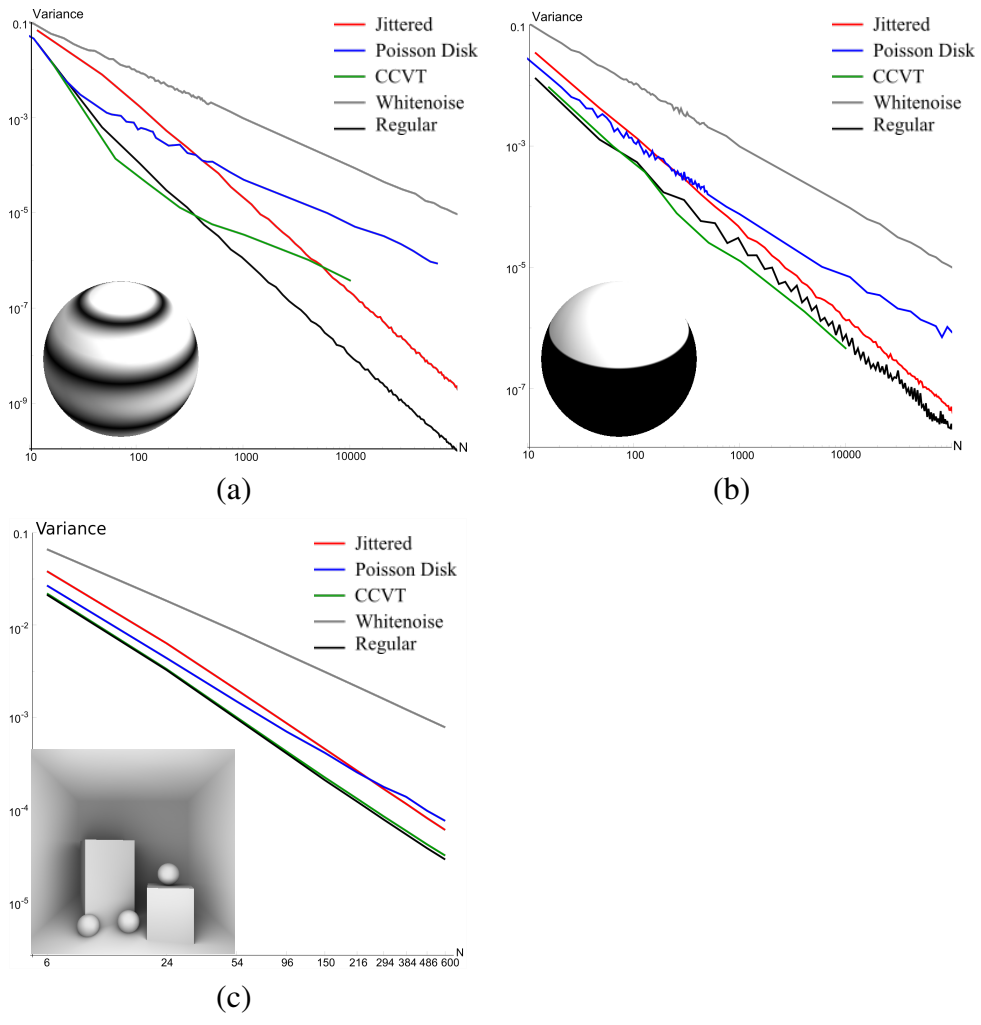 Variance
0.1
10-3
10-5
10-7
10-9
10 100 1000 10000 N
Jittered
Poisson Disk
CCVT
Whitenoise
Regular
(a)
Variance
0.1
10-3
10-5
10-7
10 100 1000 10000 N
Jittered
Poisson Disk
CCVT
Whitenoise
Regular
(b)
Variance
0.1
10-2
10-3
10-4
10-5
6 24 54 96 150 216 294 384 486 600 N
Jittered
Poisson Disk
CCVT
Whitenoise
Regular
(c)